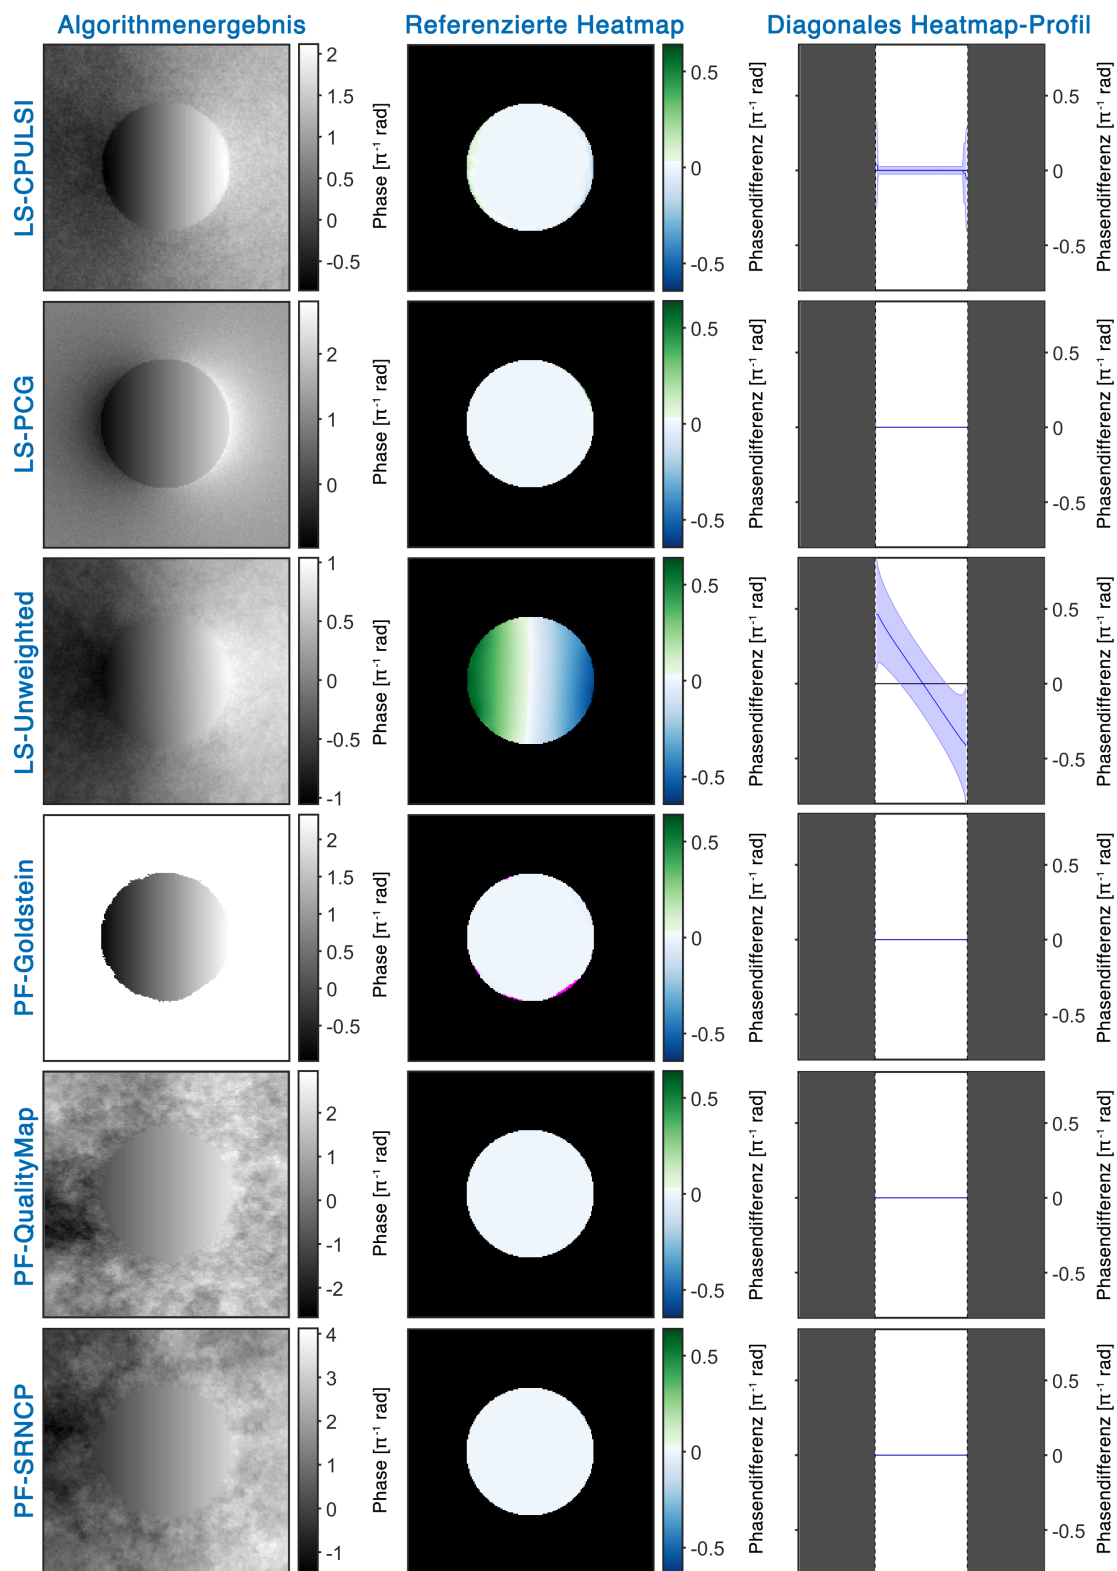 Algorithmenergebnis Referenzierte Heatmap Diagonales Heatmap-Profil
LS-CPULSI
2
1.5
1
0.5
0
-0.5
Phase [π⁻¹ rad]
0.5
0
-0.5
Phasendifferenz [π⁻¹ rad]
0.5
0
-0.5
Phasendifferenz [π⁻¹ rad]
LS-PCG
2
1
0
Phase [π⁻¹ rad]
0.5
0
-0.5
Phasendifferenz [π⁻¹ rad]
0.5
0
-0.5
Phasendifferenz [π⁻¹ rad]
LS-Unweighted
1
0.5
0
-0.5
-1
Phase [π⁻¹ rad]
0.5
0
-0.5
Phasendifferenz [π⁻¹ rad]
0.5
0
-0.5
Phasendifferenz [π⁻¹ rad]
PF-Goldstein
2
1.5
1
0.5
0
-0.5
Phase [π⁻¹ rad]
0.5
0
-0.5
Phasendifferenz [π⁻¹ rad]
0.5
0
-0.5
Phasendifferenz [π⁻¹ rad]
PF-QualityMap
2
1
0
-1
-2
Phase [π⁻¹ rad]
0.5
0
-0.5
Phasendifferenz [π⁻¹ rad]
0.5
0
-0.5
Phasendifferenz [π⁻¹ rad]
PF-SRNCP
4
3
2
1
0
-1
Phase [π⁻¹ rad]
0.5
0
-0.5
Phasendifferenz [π⁻¹ rad]
0.5
0
-0.5
Phasendifferenz [π⁻¹ rad]